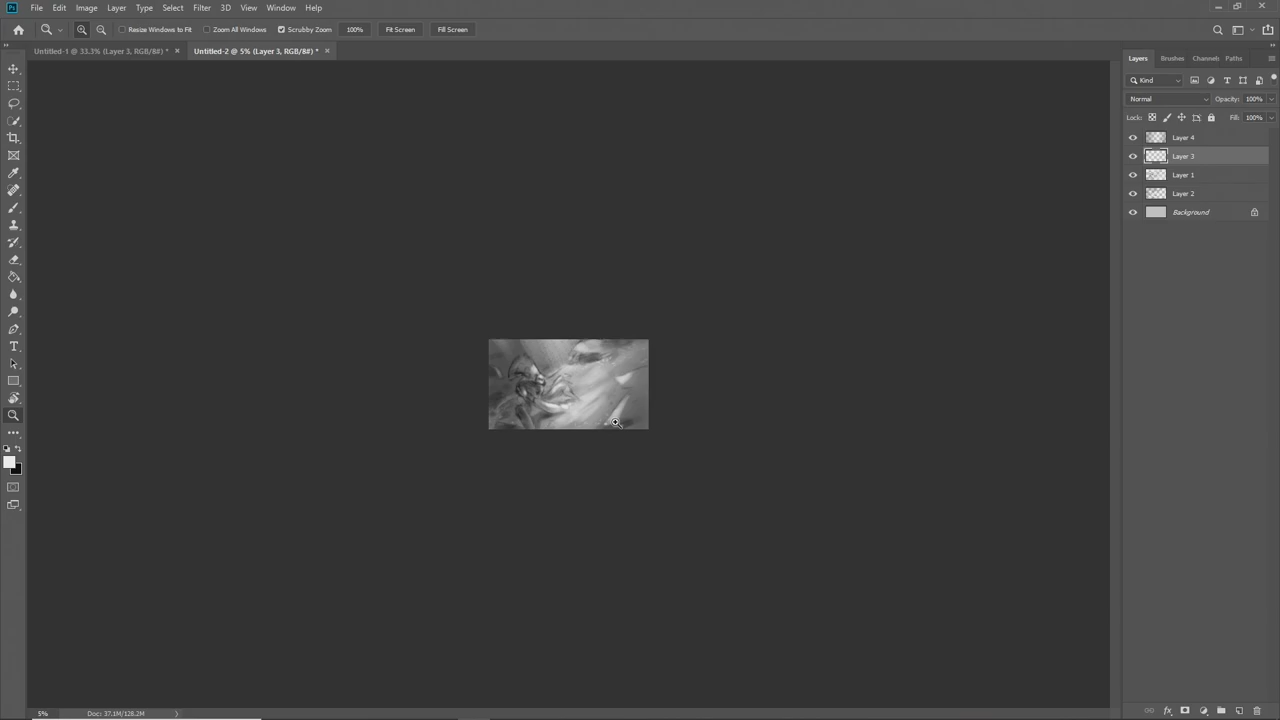 Ps File Edit Image Layer Type Select Filter 3D View Window Help
Resize Windows to Fit Zoom All Windows Scrubby Zoom 100% Fit Screen Fill Screen
Untitled-1 @ 33.3% (Layer 3, RGB/8#) * × Untitled-2 @ 5% (Layer 3, RGB/8#) * ×
Layers Brushes Channels Paths
Kind
Normal Opacity: 100%
Lock: Fill: 100%
Layer 4
Layer 3
Layer 1
Layer 2
Background
5% Doc: 37.1M/128.2M